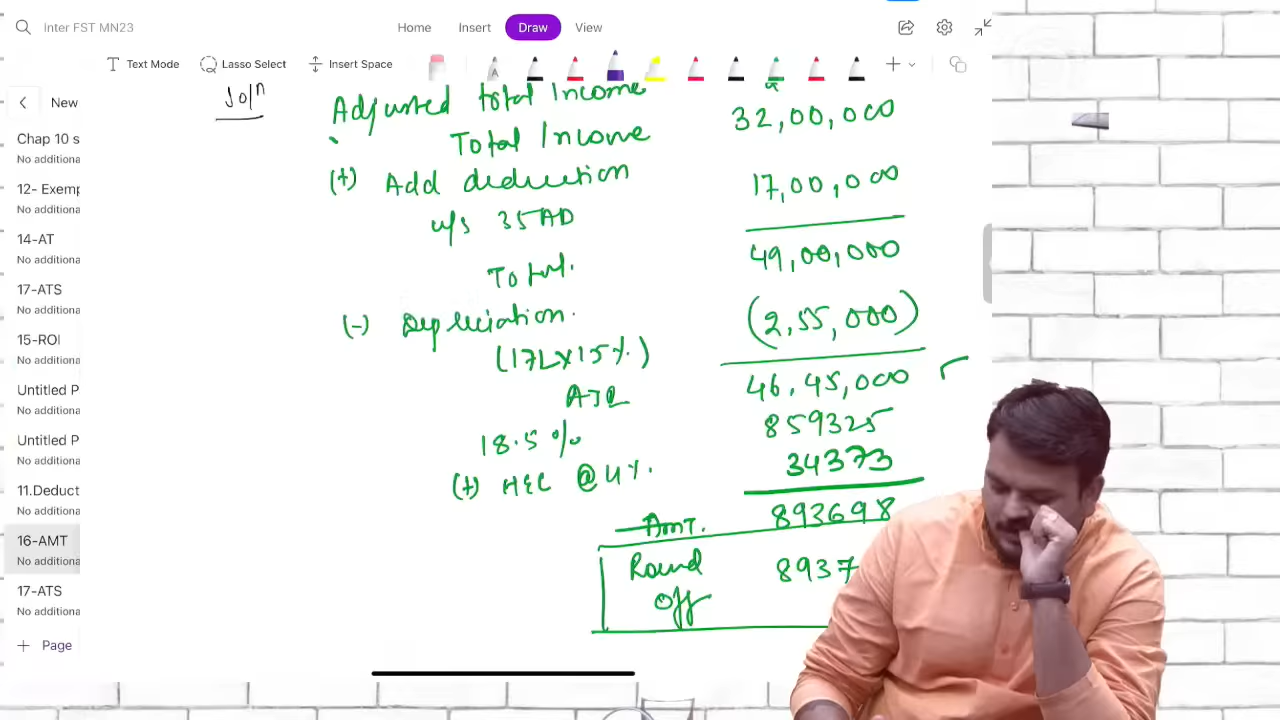 Inter FST MN23
Home Insert Draw View
Text Mode Lasso Select Insert Space
New
Chap 10 s
No additiona
12- Exemp
No additiona
14-AT
No additiona
17-ATS
No additiona
15-ROI
No additiona
Untitled P
No additiona
Untitled P
No additiona
11.Deduct
No additiona
16-AMT
No additiona
17-ATS
No additiona
Page
Soln
Adjusted total Income
Total Income 32,00,000
(+) Add deduction 17,00,000
u/s 35AD
Total. 49,00,000
(-) Depreciation. (2,55,000)
(17L×15%.)
46,45,000
18.5% 859325
(+) H&C @4%. 34373
AMT. 893698
Round 8937
Off